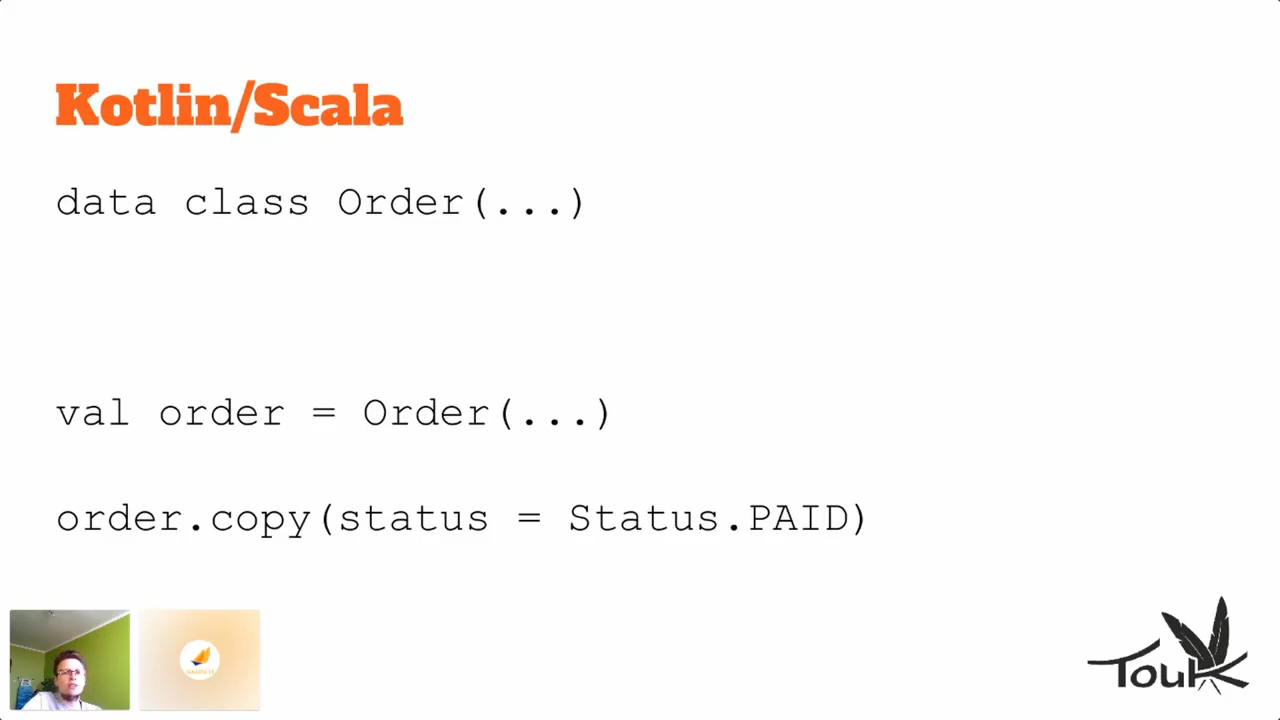 Kotlin/Scala
data class Order(...)
val order = Order(...)
order.copy(status = Status.PAID)
Touk